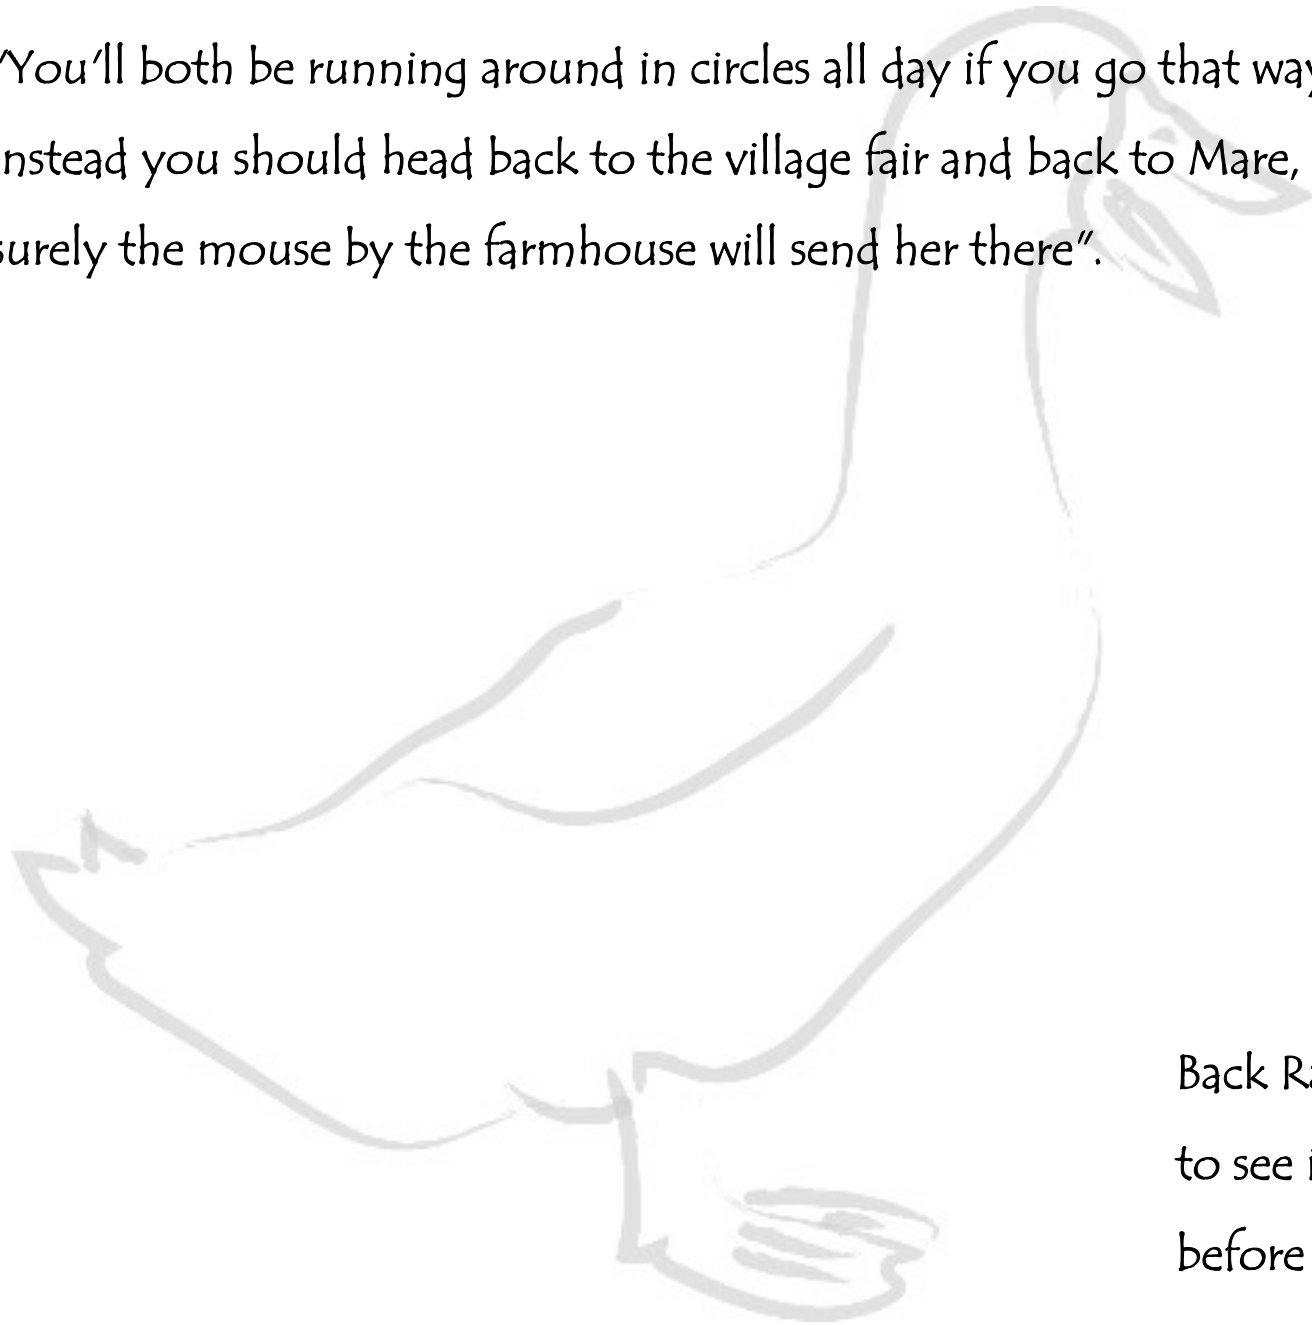 "You'll both be running around in circles all day if you go that way
nstead you should head back to the village fair and back to Mare,
surely the mouse by the farmhouse will send her there".
Back Ra
to see i
before